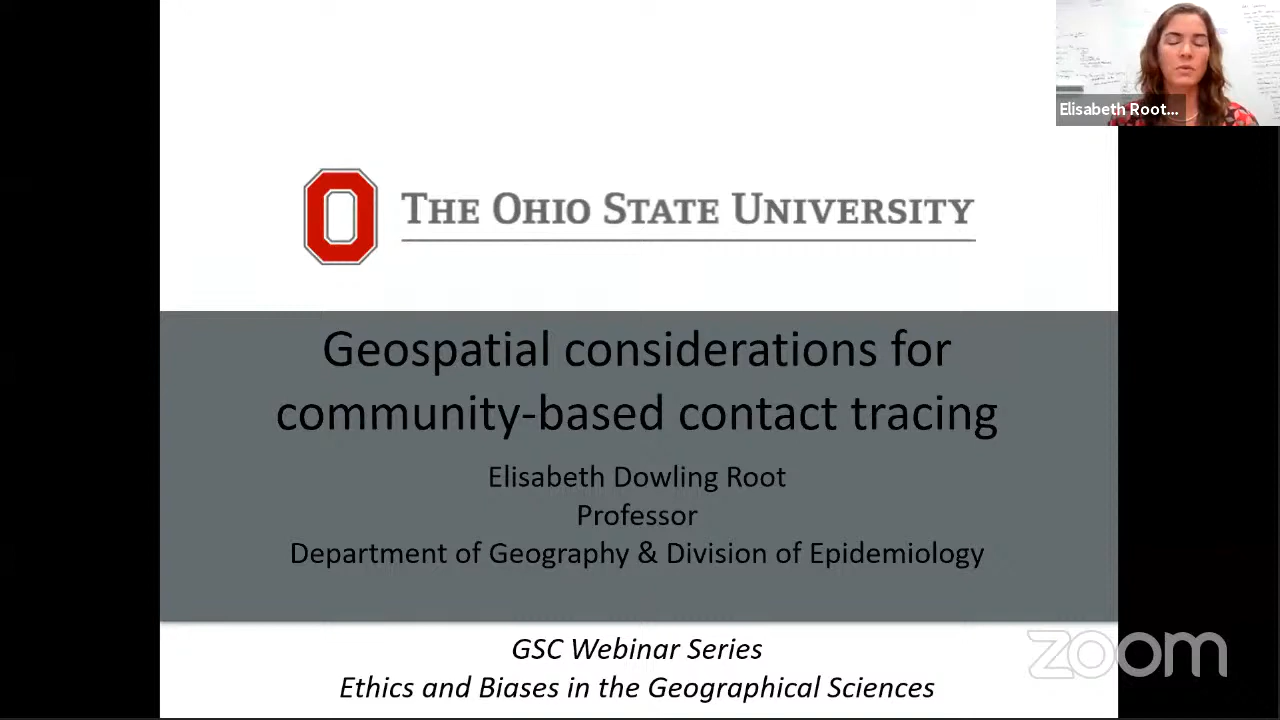 Elisabeth Root...
THE OHIO STATE UNIVERSITY
Geospatial considerations for
community-based contact tracing
Elisabeth Dowling Root
Professor
Department of Geography & Division of Epidemiology
GSC Webinar Series
Ethics and Biases in the Geographical Sciences
zoom